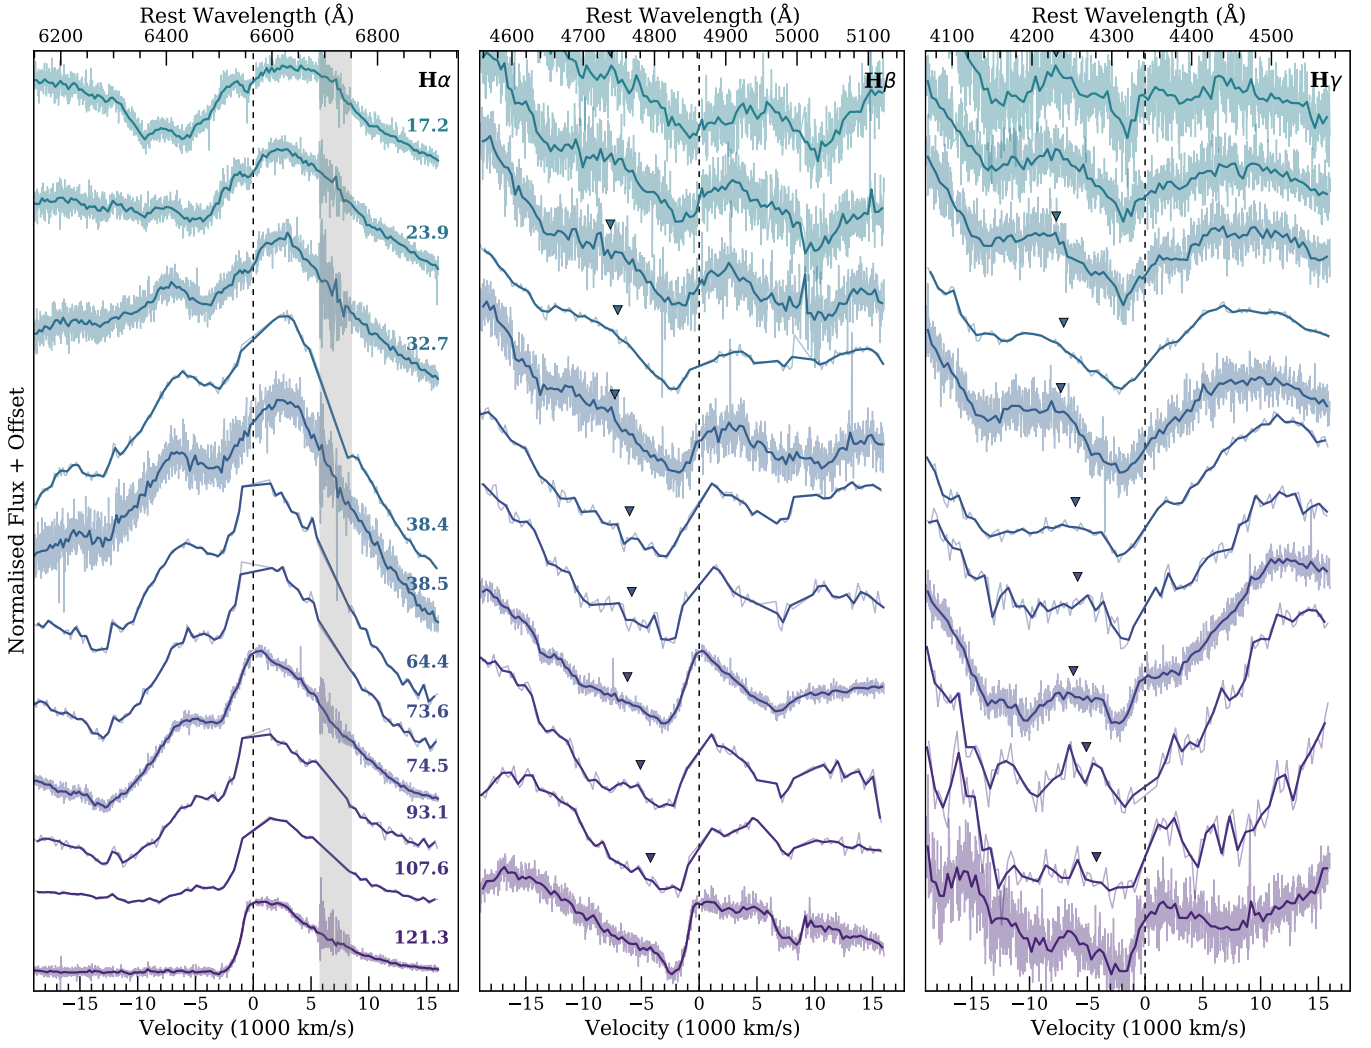 Rest Wavelength (Å) Rest Wavelength (Å) Rest Wavelength (Å)
6200 6400 6600 6800 4600 4700 4800 4900 5000 5100 4100 4200 4300 4400 4500
Hα Hβ Hγ
17.2
23.9
32.7
38.4
38.5
64.4
73.6
74.5
93.1
107.6
121.3
Normalised Flux + Offset
−15 −10 −5 0 5 10 15 −15 −10 −5 0 5 10 15 −15 −10 −5 0 5 10 15
Velocity (1000 km/s) Velocity (1000 km/s) Velocity (1000 km/s)